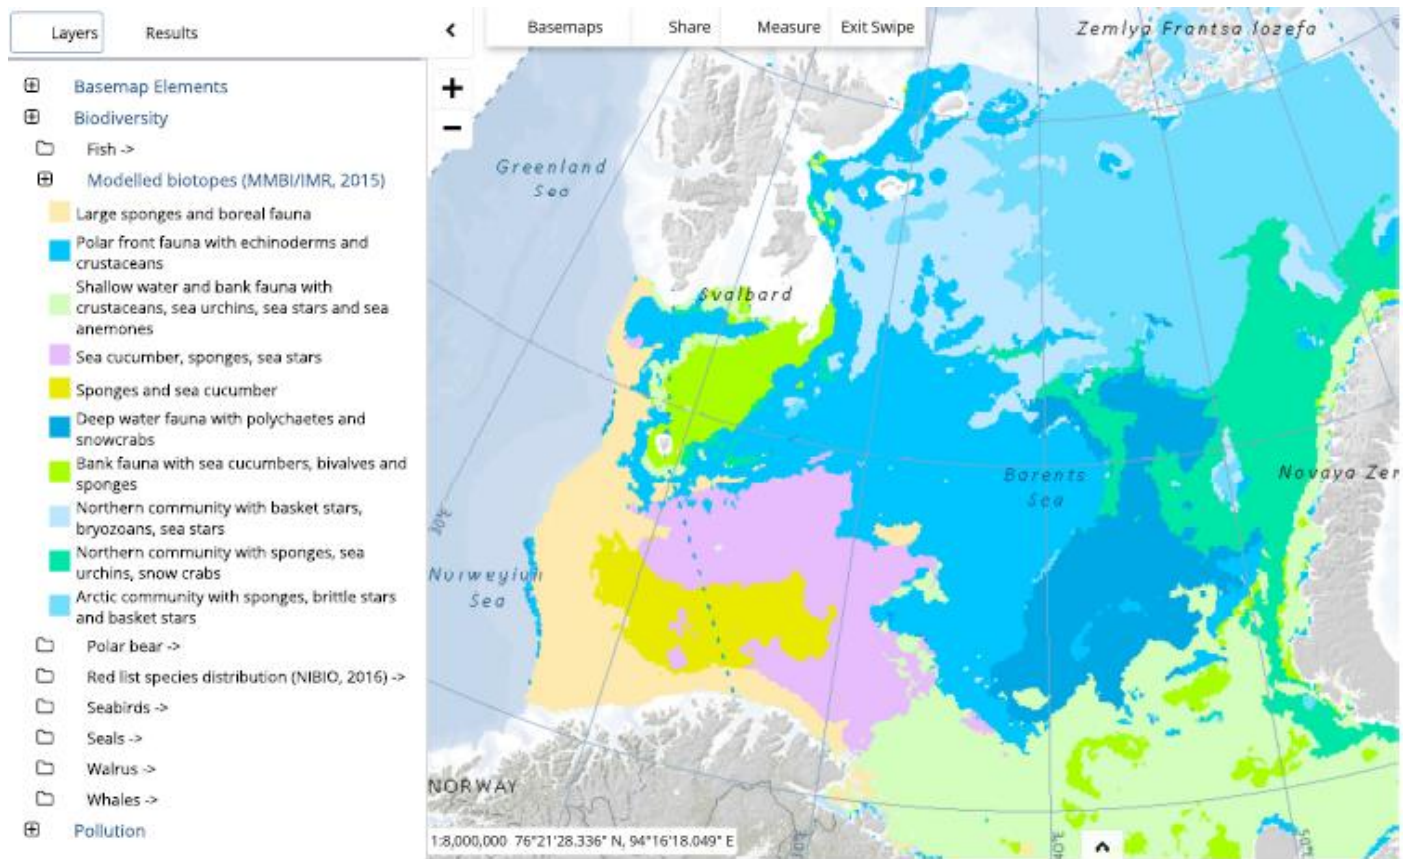 Layers
Results
Basemaps
Share
Measure
Exit Swipe
Basemap Elements
Biodiversity
Fish ->
Modelled biotopes (MMBI/IMR, 2015)
Large sponges and boreal fauna
Polar front fauna with echinoderms and
crustaceans
Shallow water and bank fauna with
crustaceans, sea urchins, sea stars and sea
anemones
Sea cucumber, sponges, sea stars
Sponges and sea cucumber
Deep water fauna with polychaetes and
snowcrabs
Bank fauna with sea cucumbers, bivalves and
sponges
Northern community with basket stars,
bryozoans, sea stars
Northern community with sponges, sea
urchins, snow crabs
Arctic community with sponges, brittle stars
and basket stars
Polar bear ->
Red list species distribution (NIBIO, 2016) ->
Seabirds ->
Seals ->
Walrus ->
Whales ->
Pollution
+
−
Zemlya Frantsa Iozefa
Greenland
Sea
Svalbard
Barents
Sea
Novaya Zer
30°E
Norwegian
Sea
NORWAY
40°E
50°E
1:8,000,000 76°21'28.336" N, 94°16'18.049" E